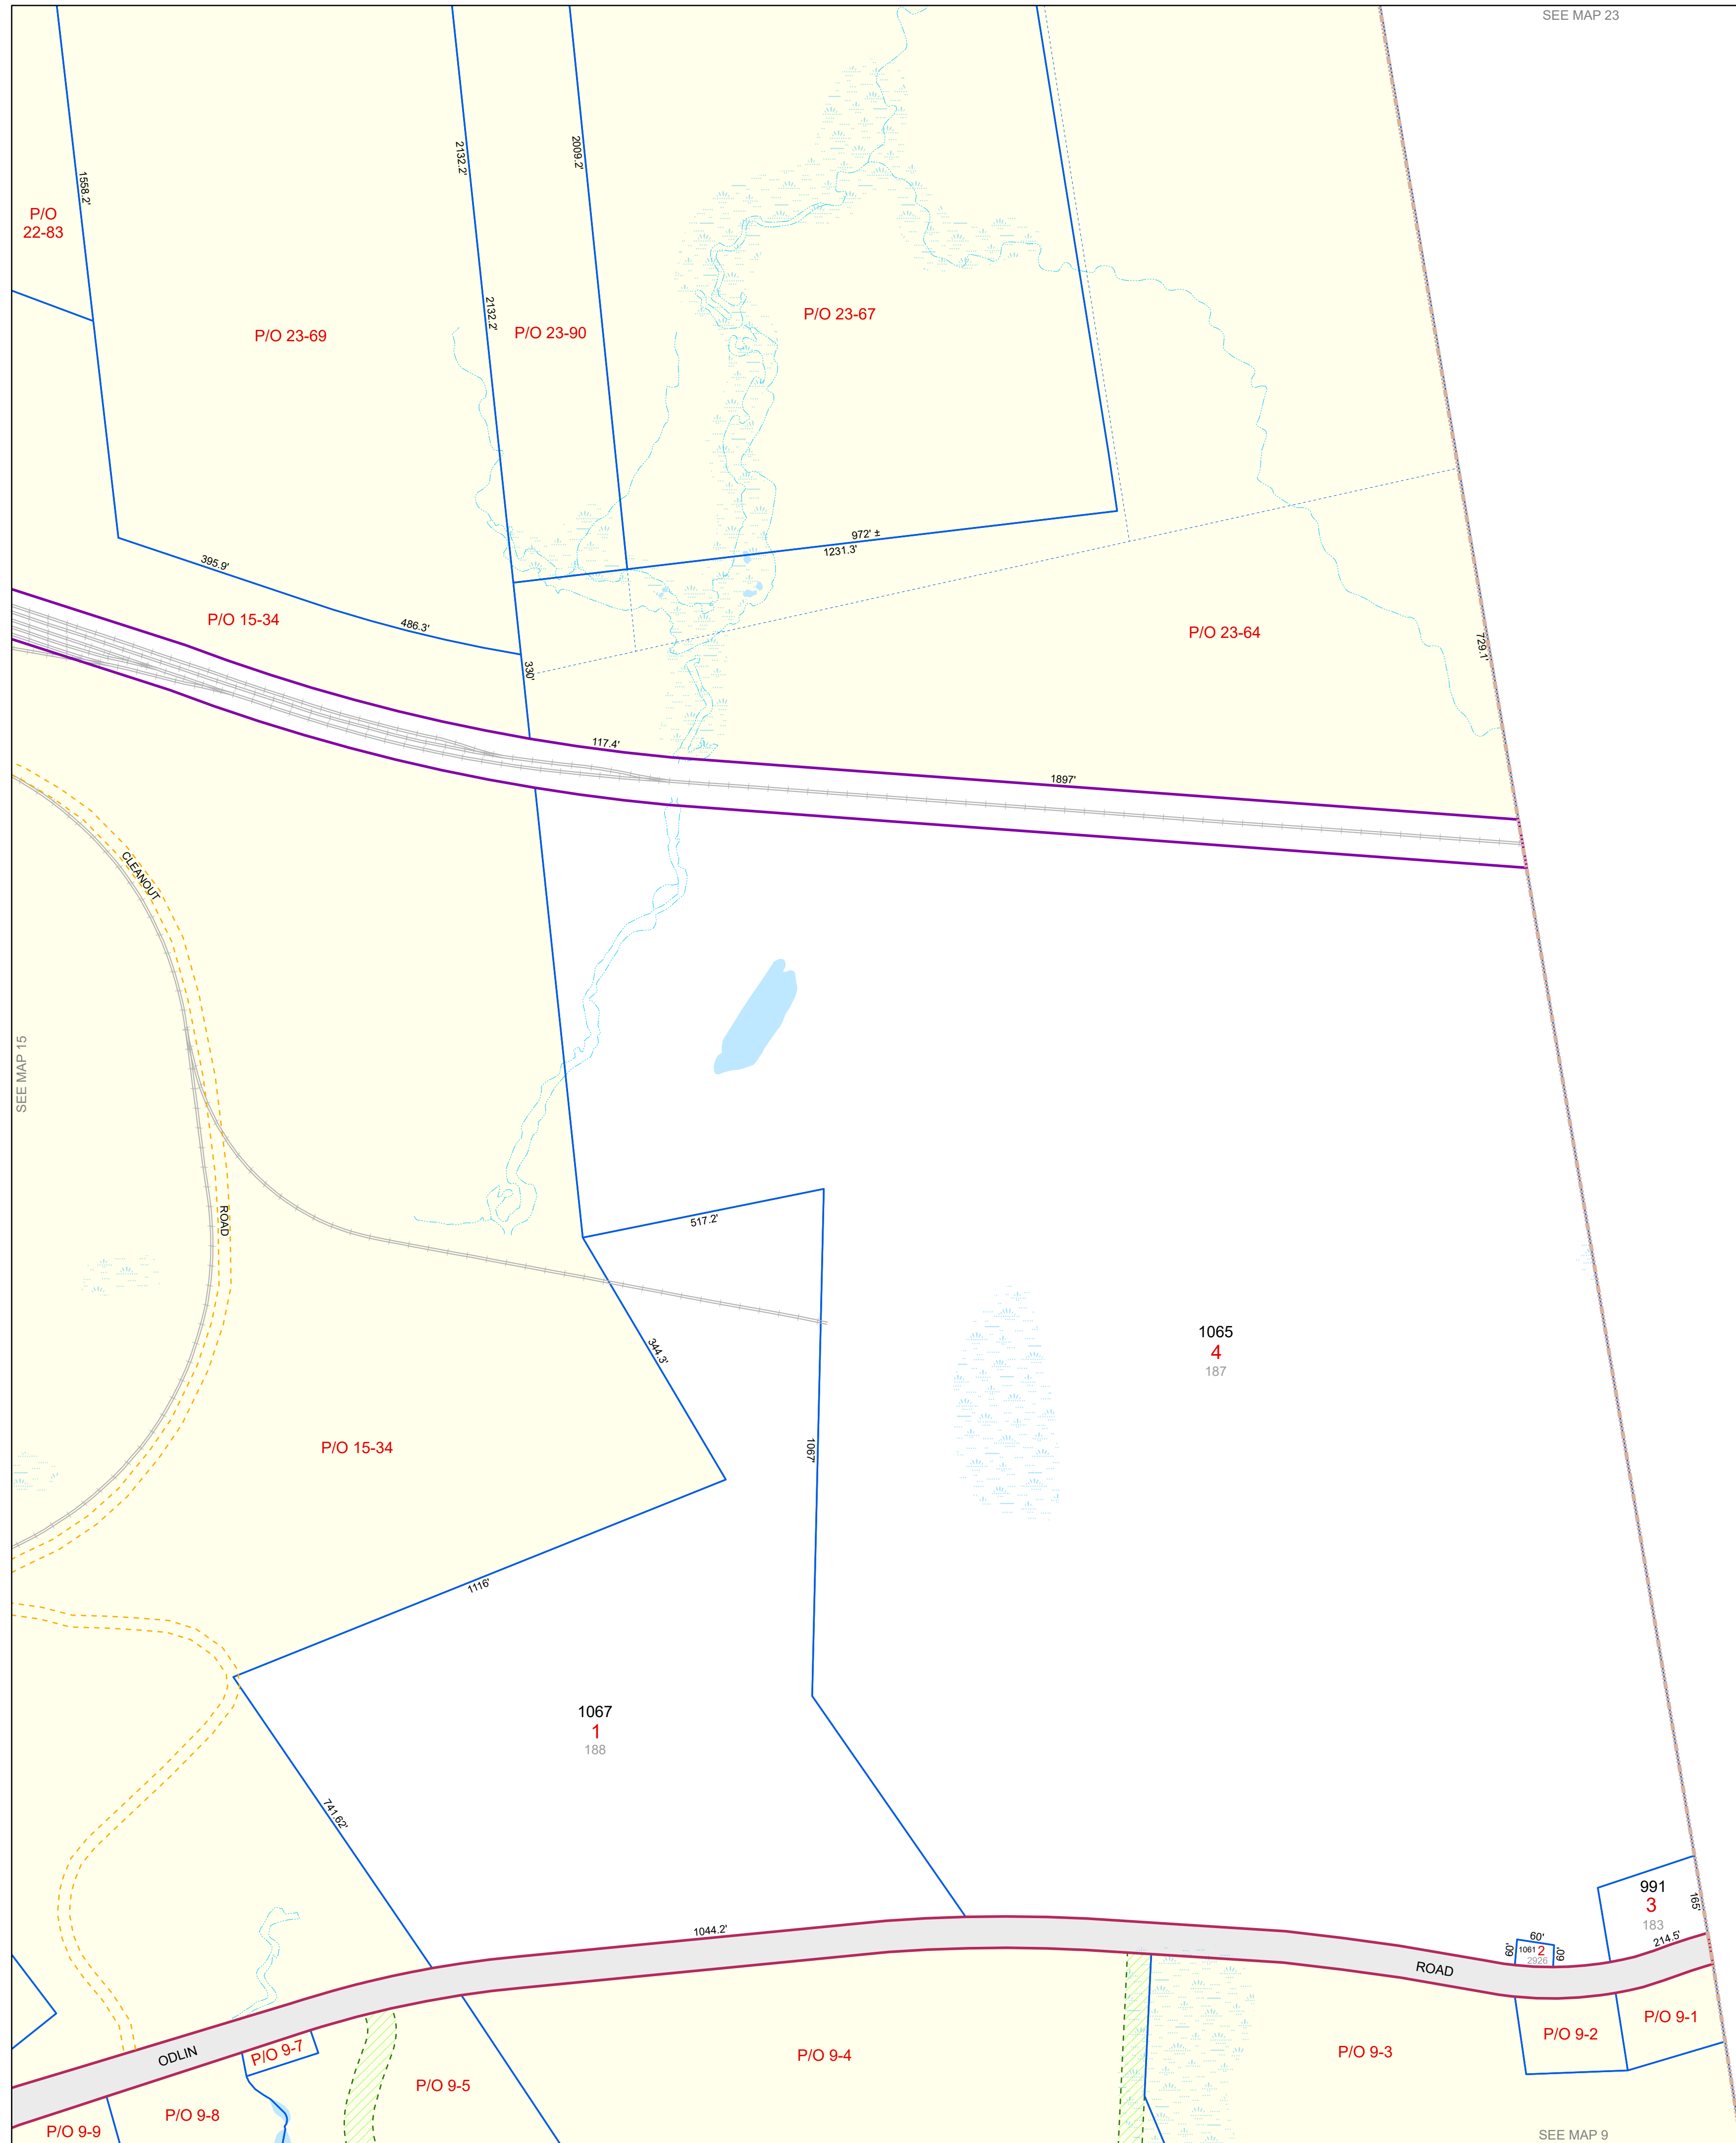 SEE MAP 23
1558.2'
2132.2'
2009.2'
P/O
22-83
2132.2'
P/O 23-69
P/O 23-90
P/O 23-67
972' ±
1231.3'
395.9'
P/O 15-34
486.3'
330'
P/O 23-64
729.1'
117.4'
1897'
CLEANOUT
SEE MAP 15
ROAD
517.2'
344.3'
1065
4
187
1067'
P/O 15-34
1116'
1067
1
188
741.62'
991
3
183
165'
214.5'
1044.2'
60'
60'
1061 2
2926
60'
ROAD
ODLIN
P/O 9-7
P/O 9-5
P/O 9-4
P/O 9-3
P/O 9-2
P/O 9-1
P/O 9-8
P/O 9-9
SEE MAP 9